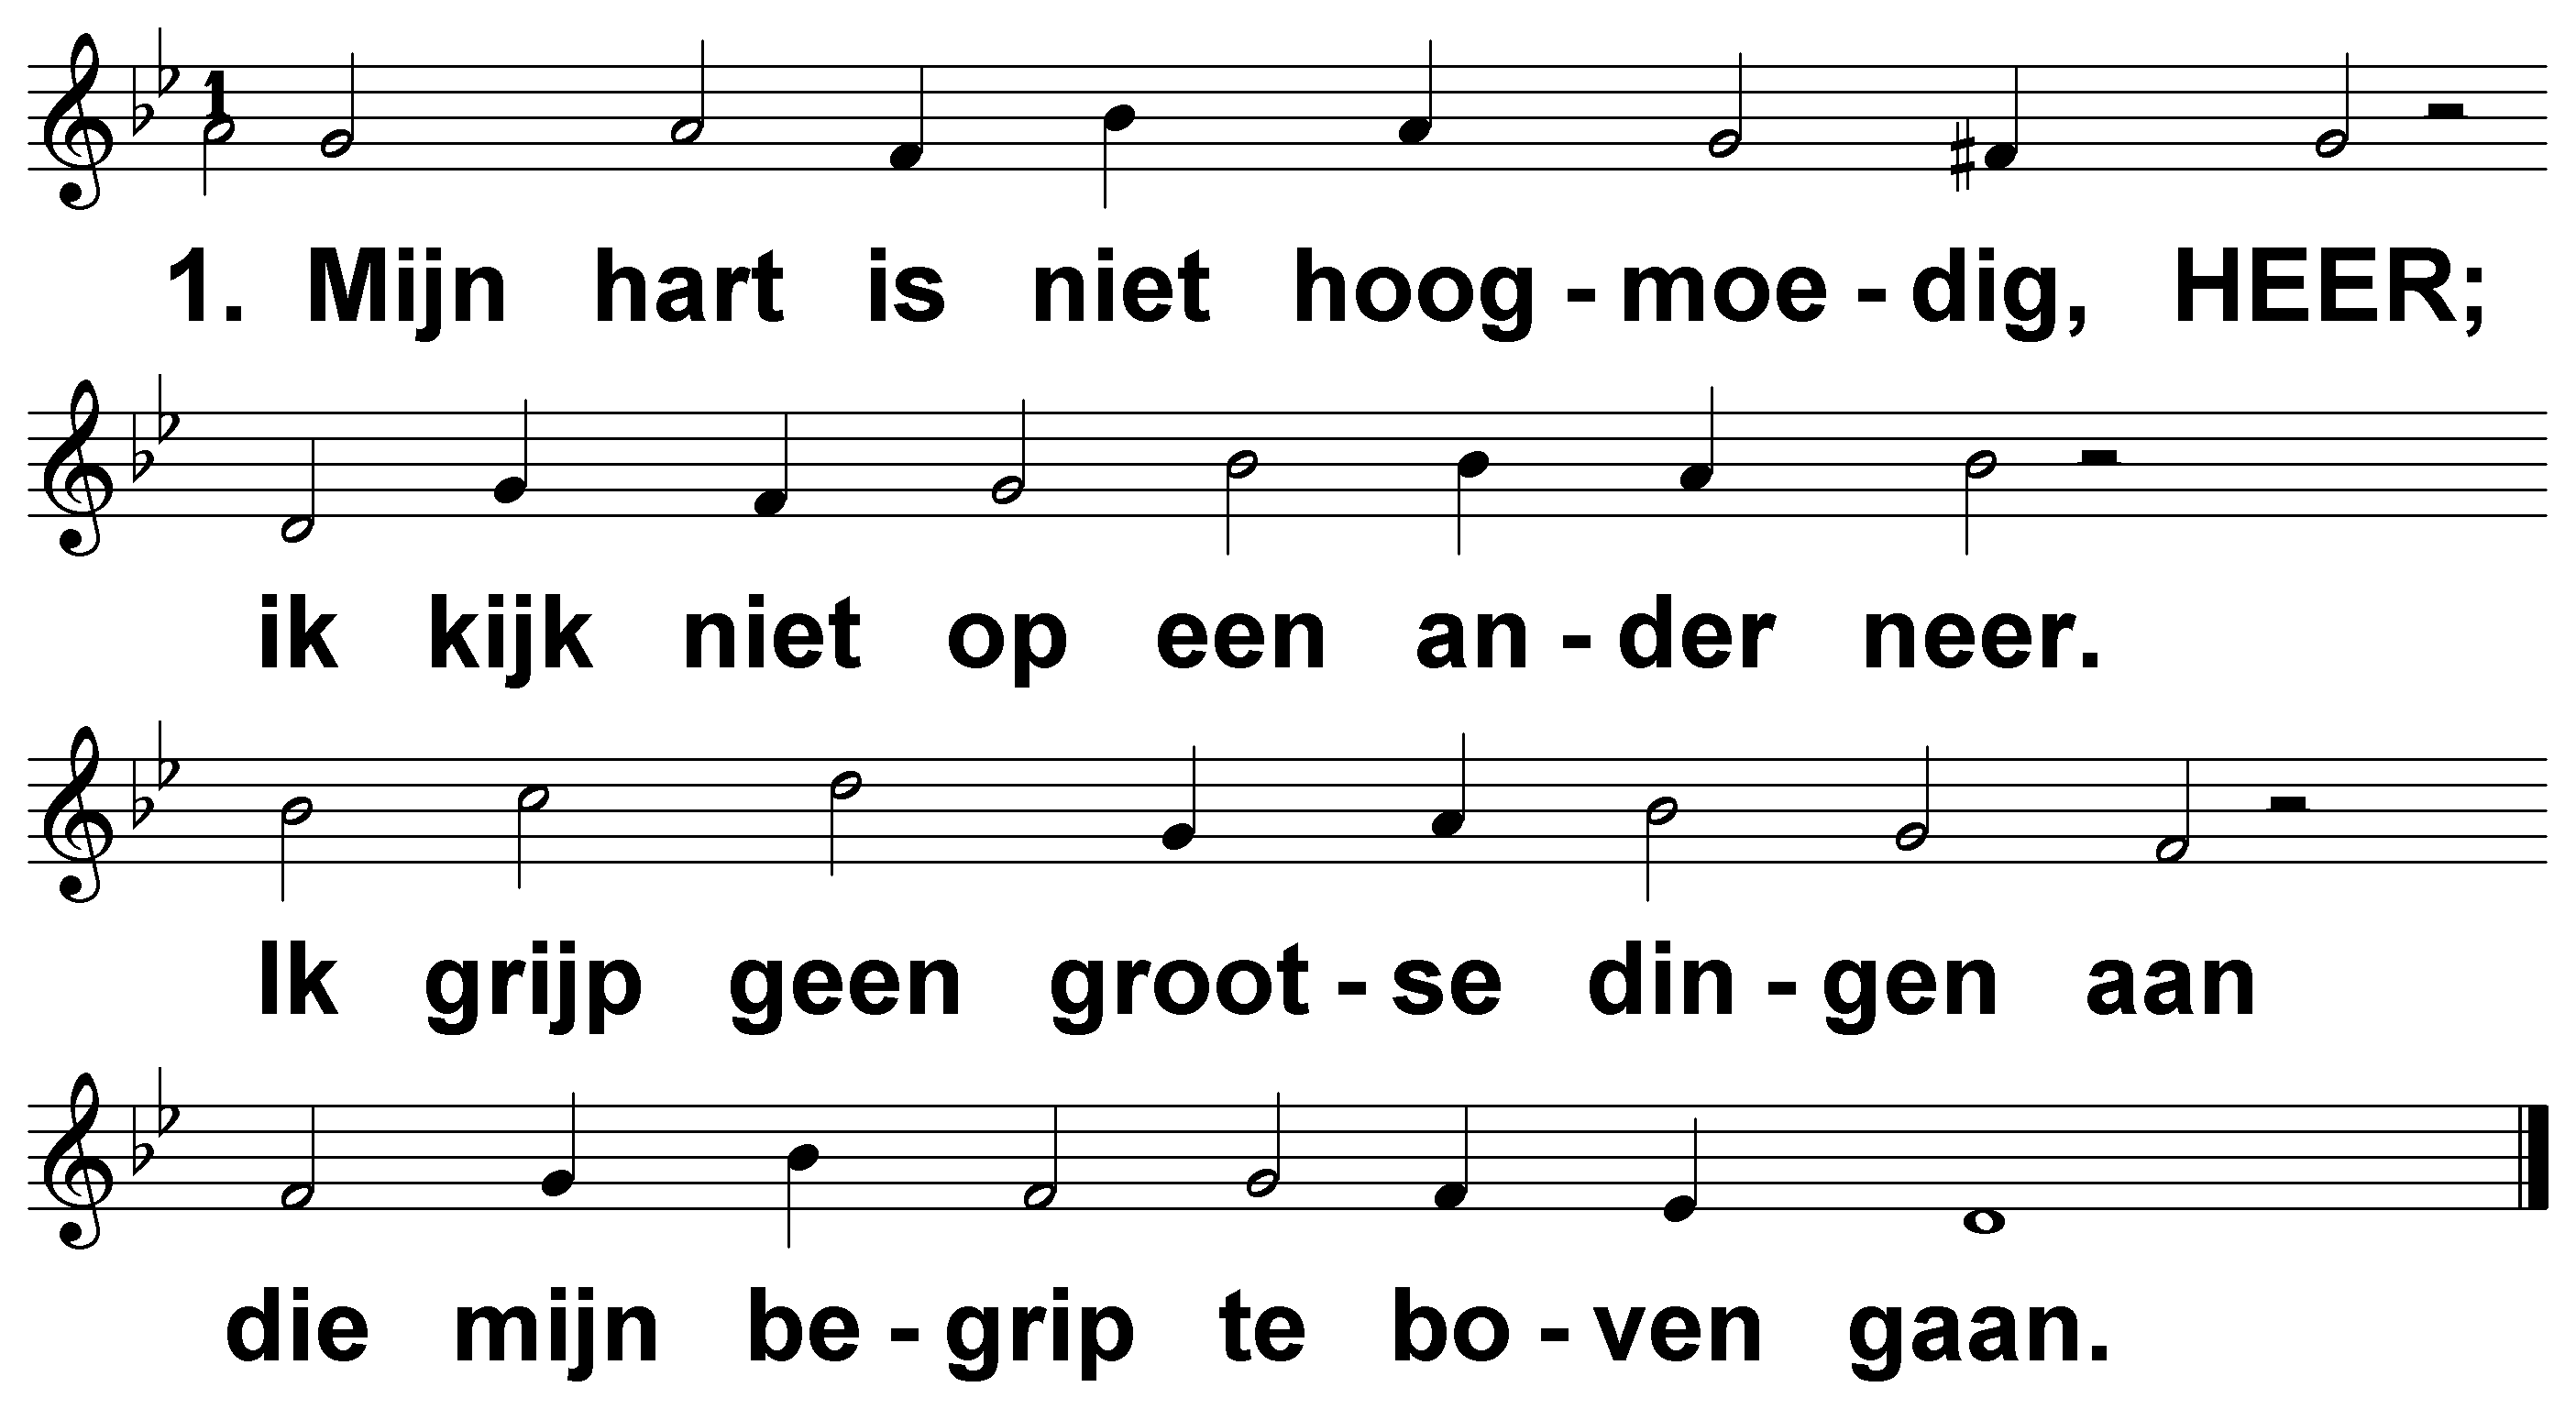 1
1. Mijn hart is niet hoog - moe - dig, HEER;
ik kijk niet op een an - der neer.
Ik grijp geen groot - se din - gen aan
die mijn be - grip te bo - ven gaan.